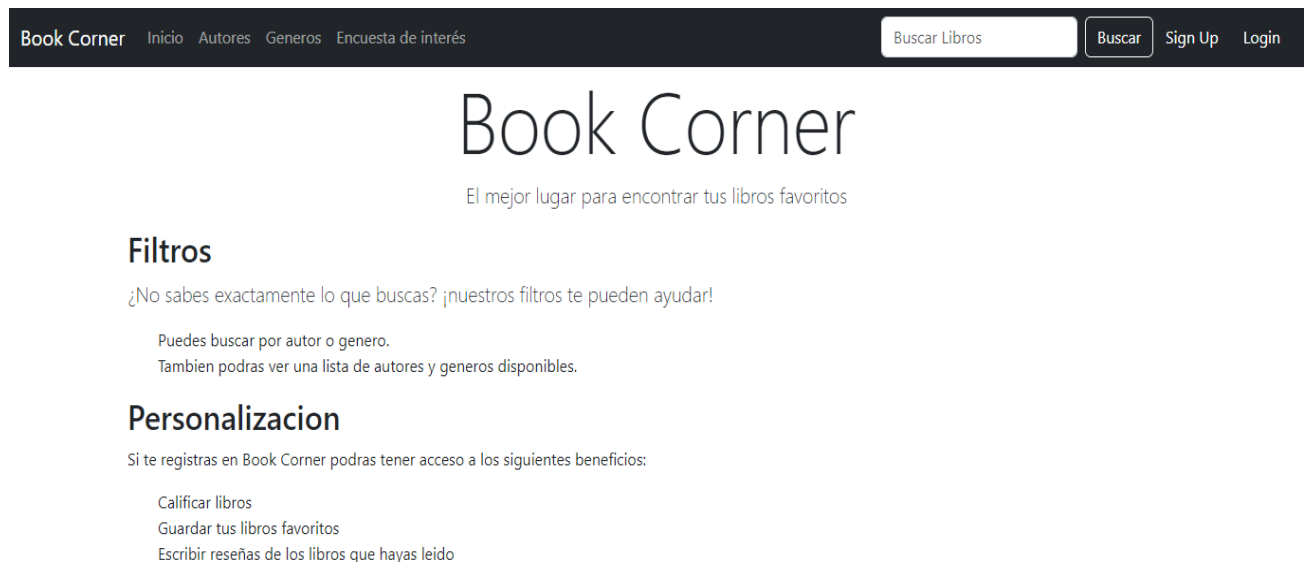 Book Corner Inicio Autores Generos Encuesta de interés Buscar Libros Buscar Sign Up Login
Book Corner
El mejor lugar para encontrar tus libros favoritos
Filtros
¿No sabes exactamente lo que buscas? ¡nuestros filtros te pueden ayudar!
Puedes buscar por autor o genero.
Tambien podras ver una lista de autores y generos disponibles.
Personalizacion
Si te registras en Book Corner podras tener acceso a los siguientes beneficios:
Calificar libros
Guardar tus libros favoritos
Escribir reseñas de los libros que hayas leido